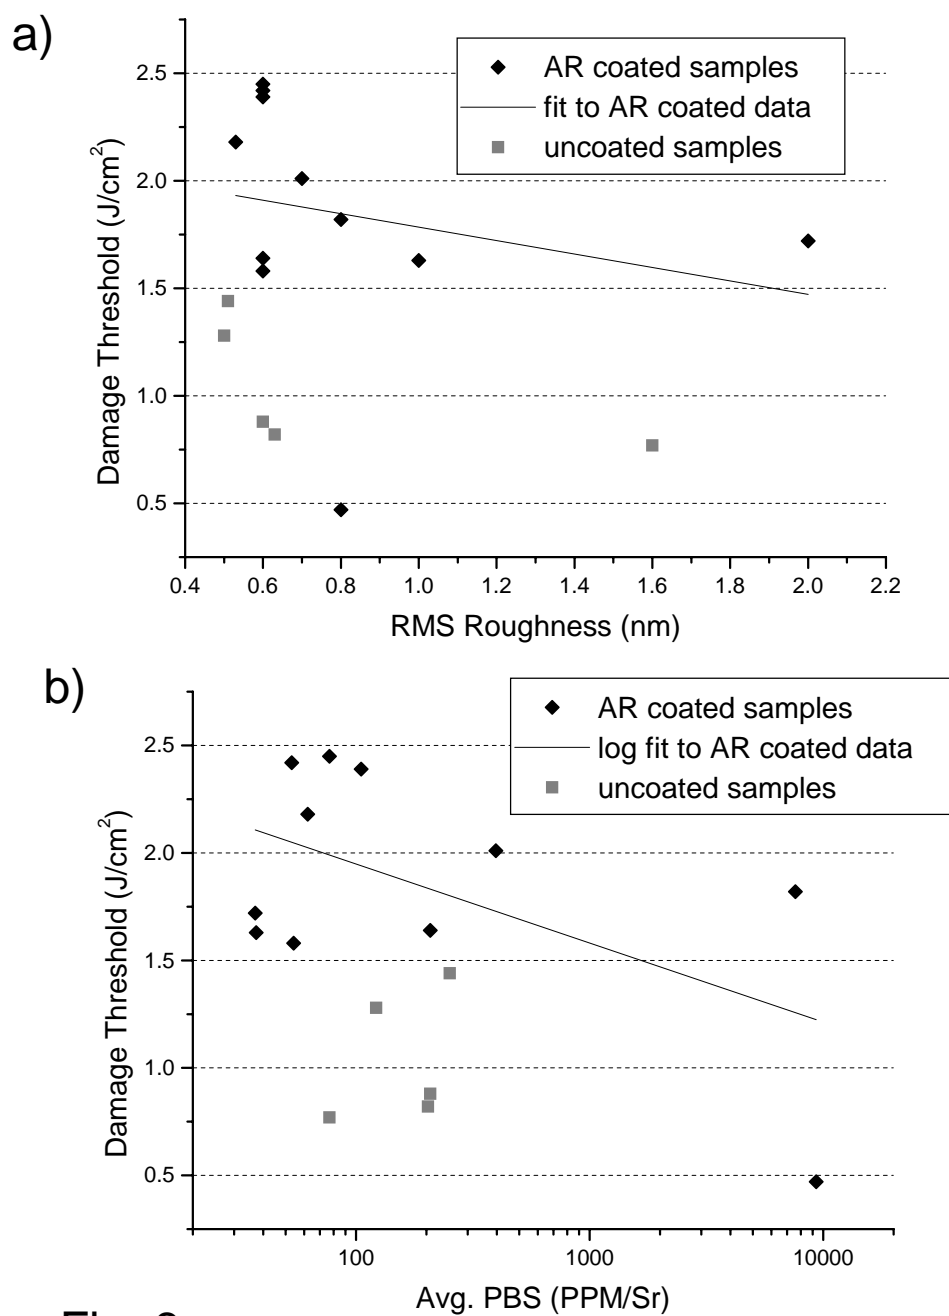 a)
AR coated samples
fit to AR coated data
uncoated samples
2.5
2.0
1.5
1.0
0.5
Damage Threshold (J/cm²)
0.4 0.6 0.8 1.0 1.2 1.4 1.6 1.8 2.0 2.2
RMS Roughness (nm)
b)
AR coated samples
log fit to AR coated data
uncoated samples
2.5
2.0
1.5
1.0
0.5
Damage Threshold (J/cm²)
100 1000 10000
Avg. PBS (PPM/Sr)